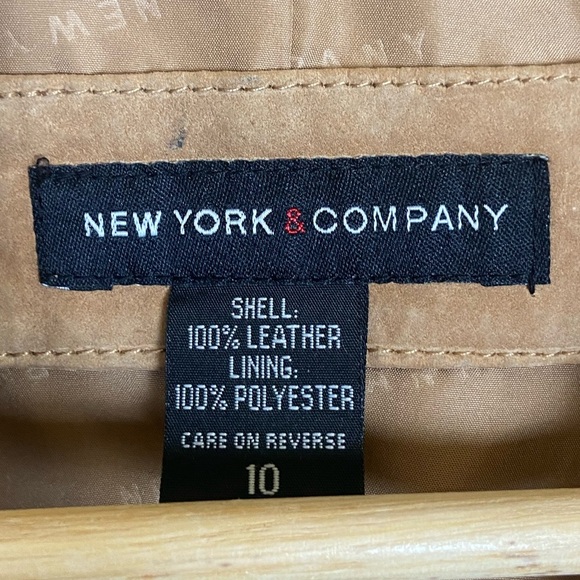 NEW YORK & COMPANY
SHELL:
100% LEATHER
LINING:
100% POLYESTER
CARE ON REVERSE
10